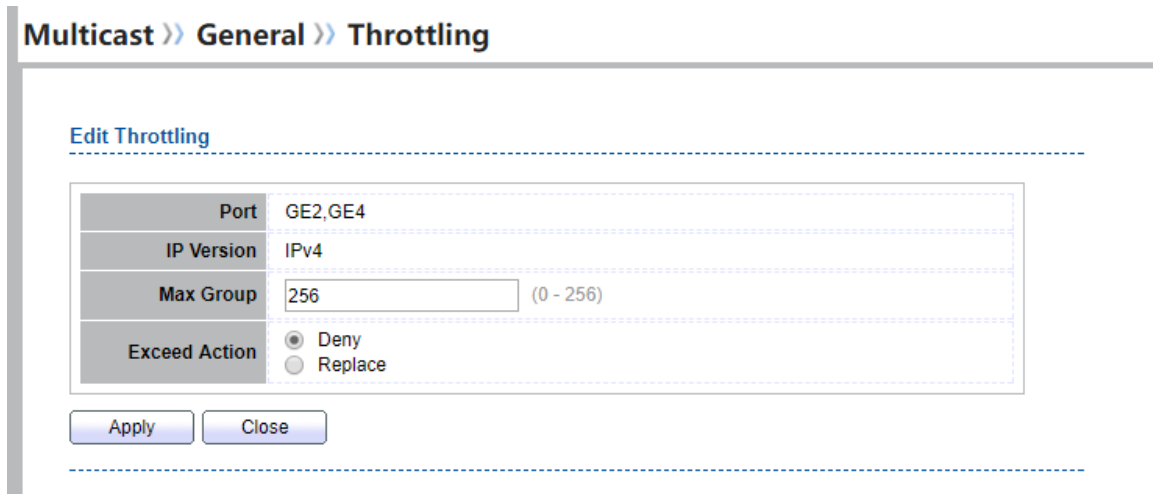 Multicast 》 General 》 Throttling
Edit Throttling
Port GE2,GE4
IP Version IPv4
Max Group 256 (0 - 256)
Exceed Action Deny
Replace
Apply Close